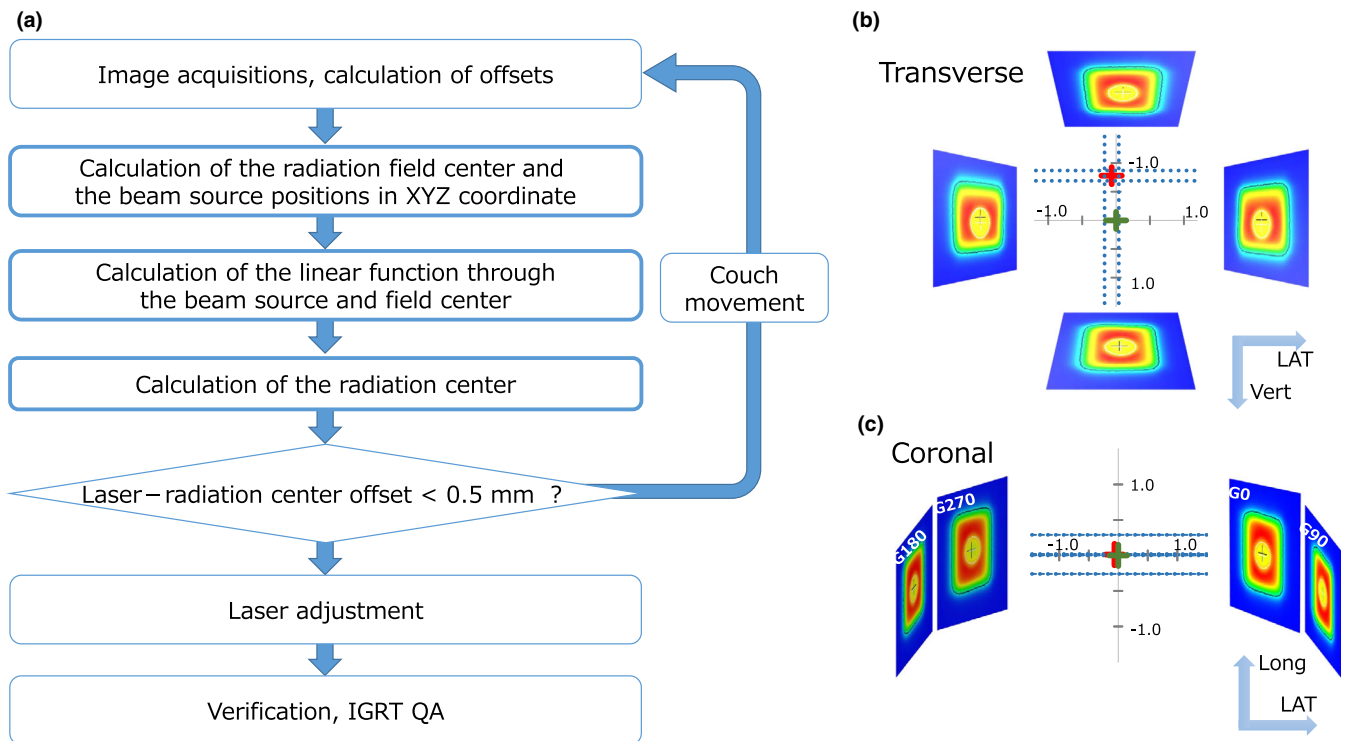 (a)
Image acquisitions, calculation of offsets
Calculation of the radiation field center and
the beam source positions in XYZ coordinate
Calculation of the linear function through
the beam source and field center
Calculation of the radiation center
Laser−radiation center offset < 0.5 mm ?
Couch
movement
Laser adjustment
Verification, IGRT QA
(b)
Transverse
-1.0
-1.0
1.0
1.0
LAT
Vert
(c)
Coronal
G180
G270
1.0
-1.0
1.0
-1.0
G0
G90
Long
LAT